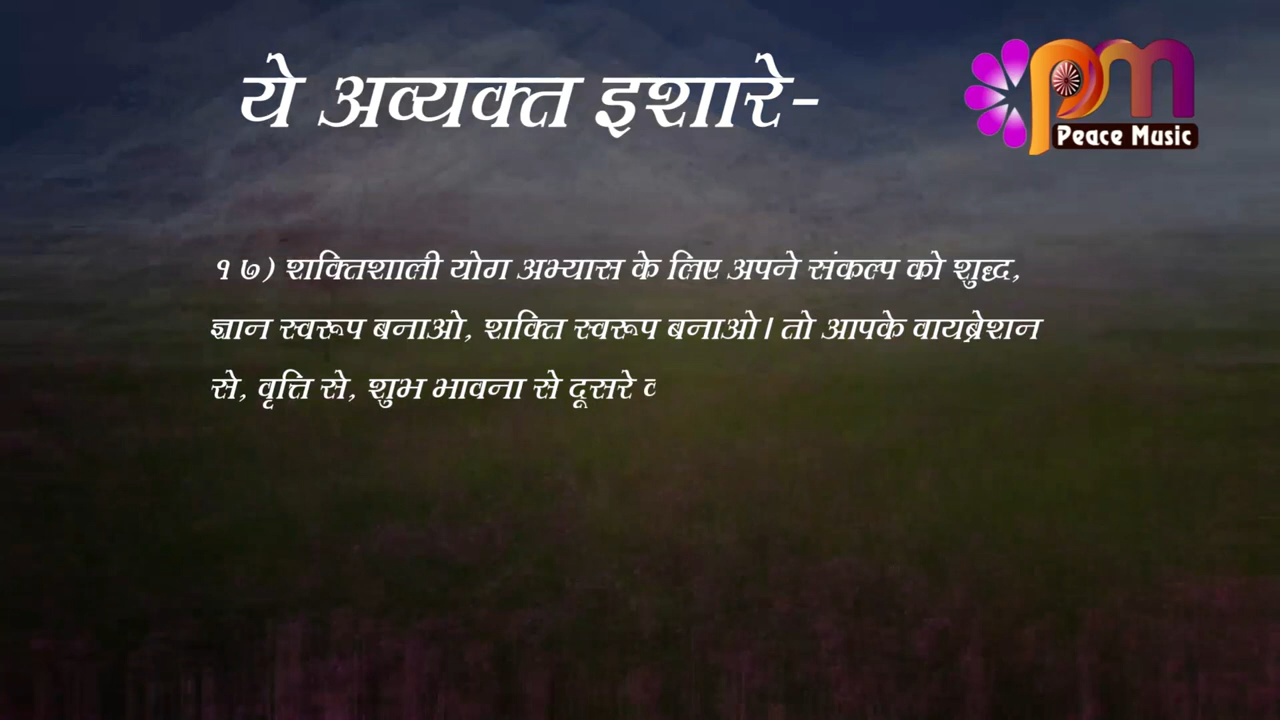 ये अव्यक्त इशारे-
pm
Peace Music
१७) शक्तिशाली योग अभ्यास के लिए अपने संकल्प को शुद्ध,
ज्ञान स्वरूप बनाओ, शक्ति स्वरूप बनाओ। तो आपके वायब्रेशन
से, वृत्ति से, शुभ भावना से दूसरे